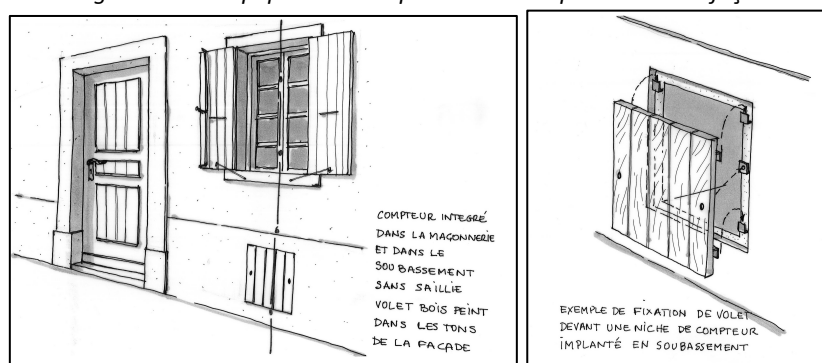 COMPTEUR INTEGRÉ
DANS LA MAÇONNERIE
ET DANS LE
SOUBASSEMENT
SANS SAILLIE
VOLET BOIS PEINT
DANS LES TONS
DE LA FAÇADE
EXEMPLE DE FIXATION DE VOLET
DEVANT UNE NICHE DE COMPTEUR
IMPLANTÉ EN SOUBASSEMENT